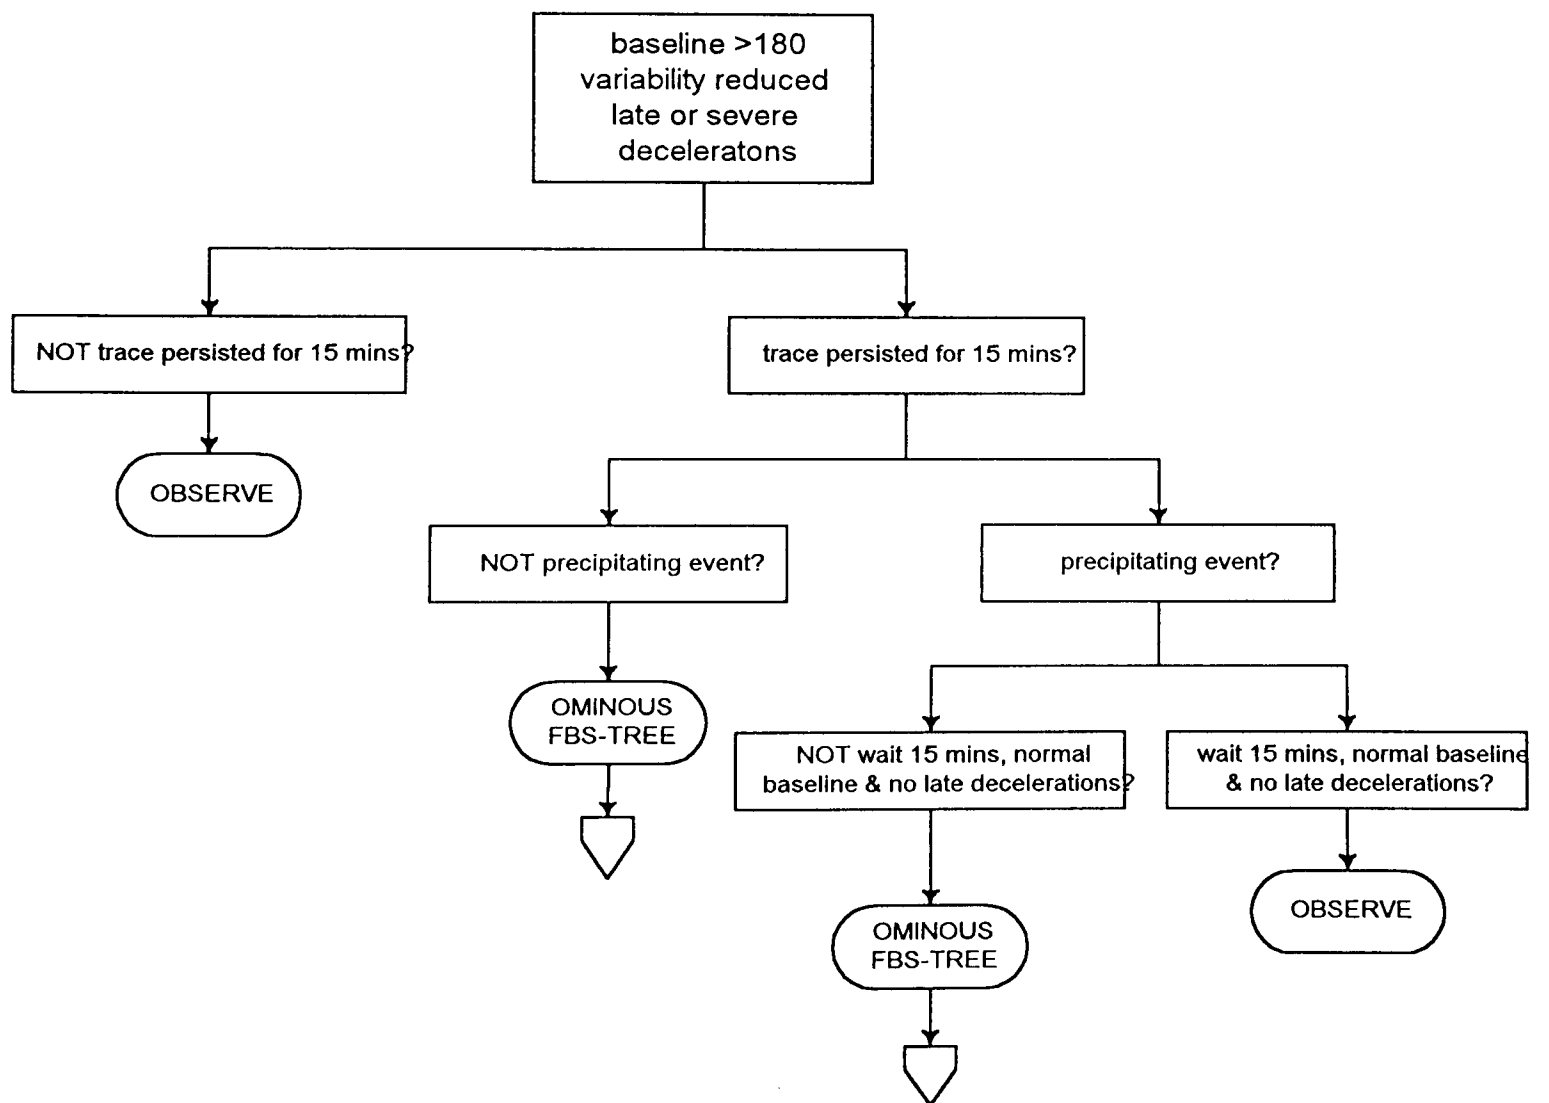 baseline >180
variability reduced
late or severe
deceleratons
NOT trace persisted for 15 mins?
trace persisted for 15 mins?
OBSERVE
NOT precipitating event?
precipitating event?
OMINOUS
FBS-TREE
NOT wait 15 mins, normal
baseline & no late decelerations?
wait 15 mins, normal baseline
& no late decelerations?
OMINOUS
FBS-TREE
OBSERVE